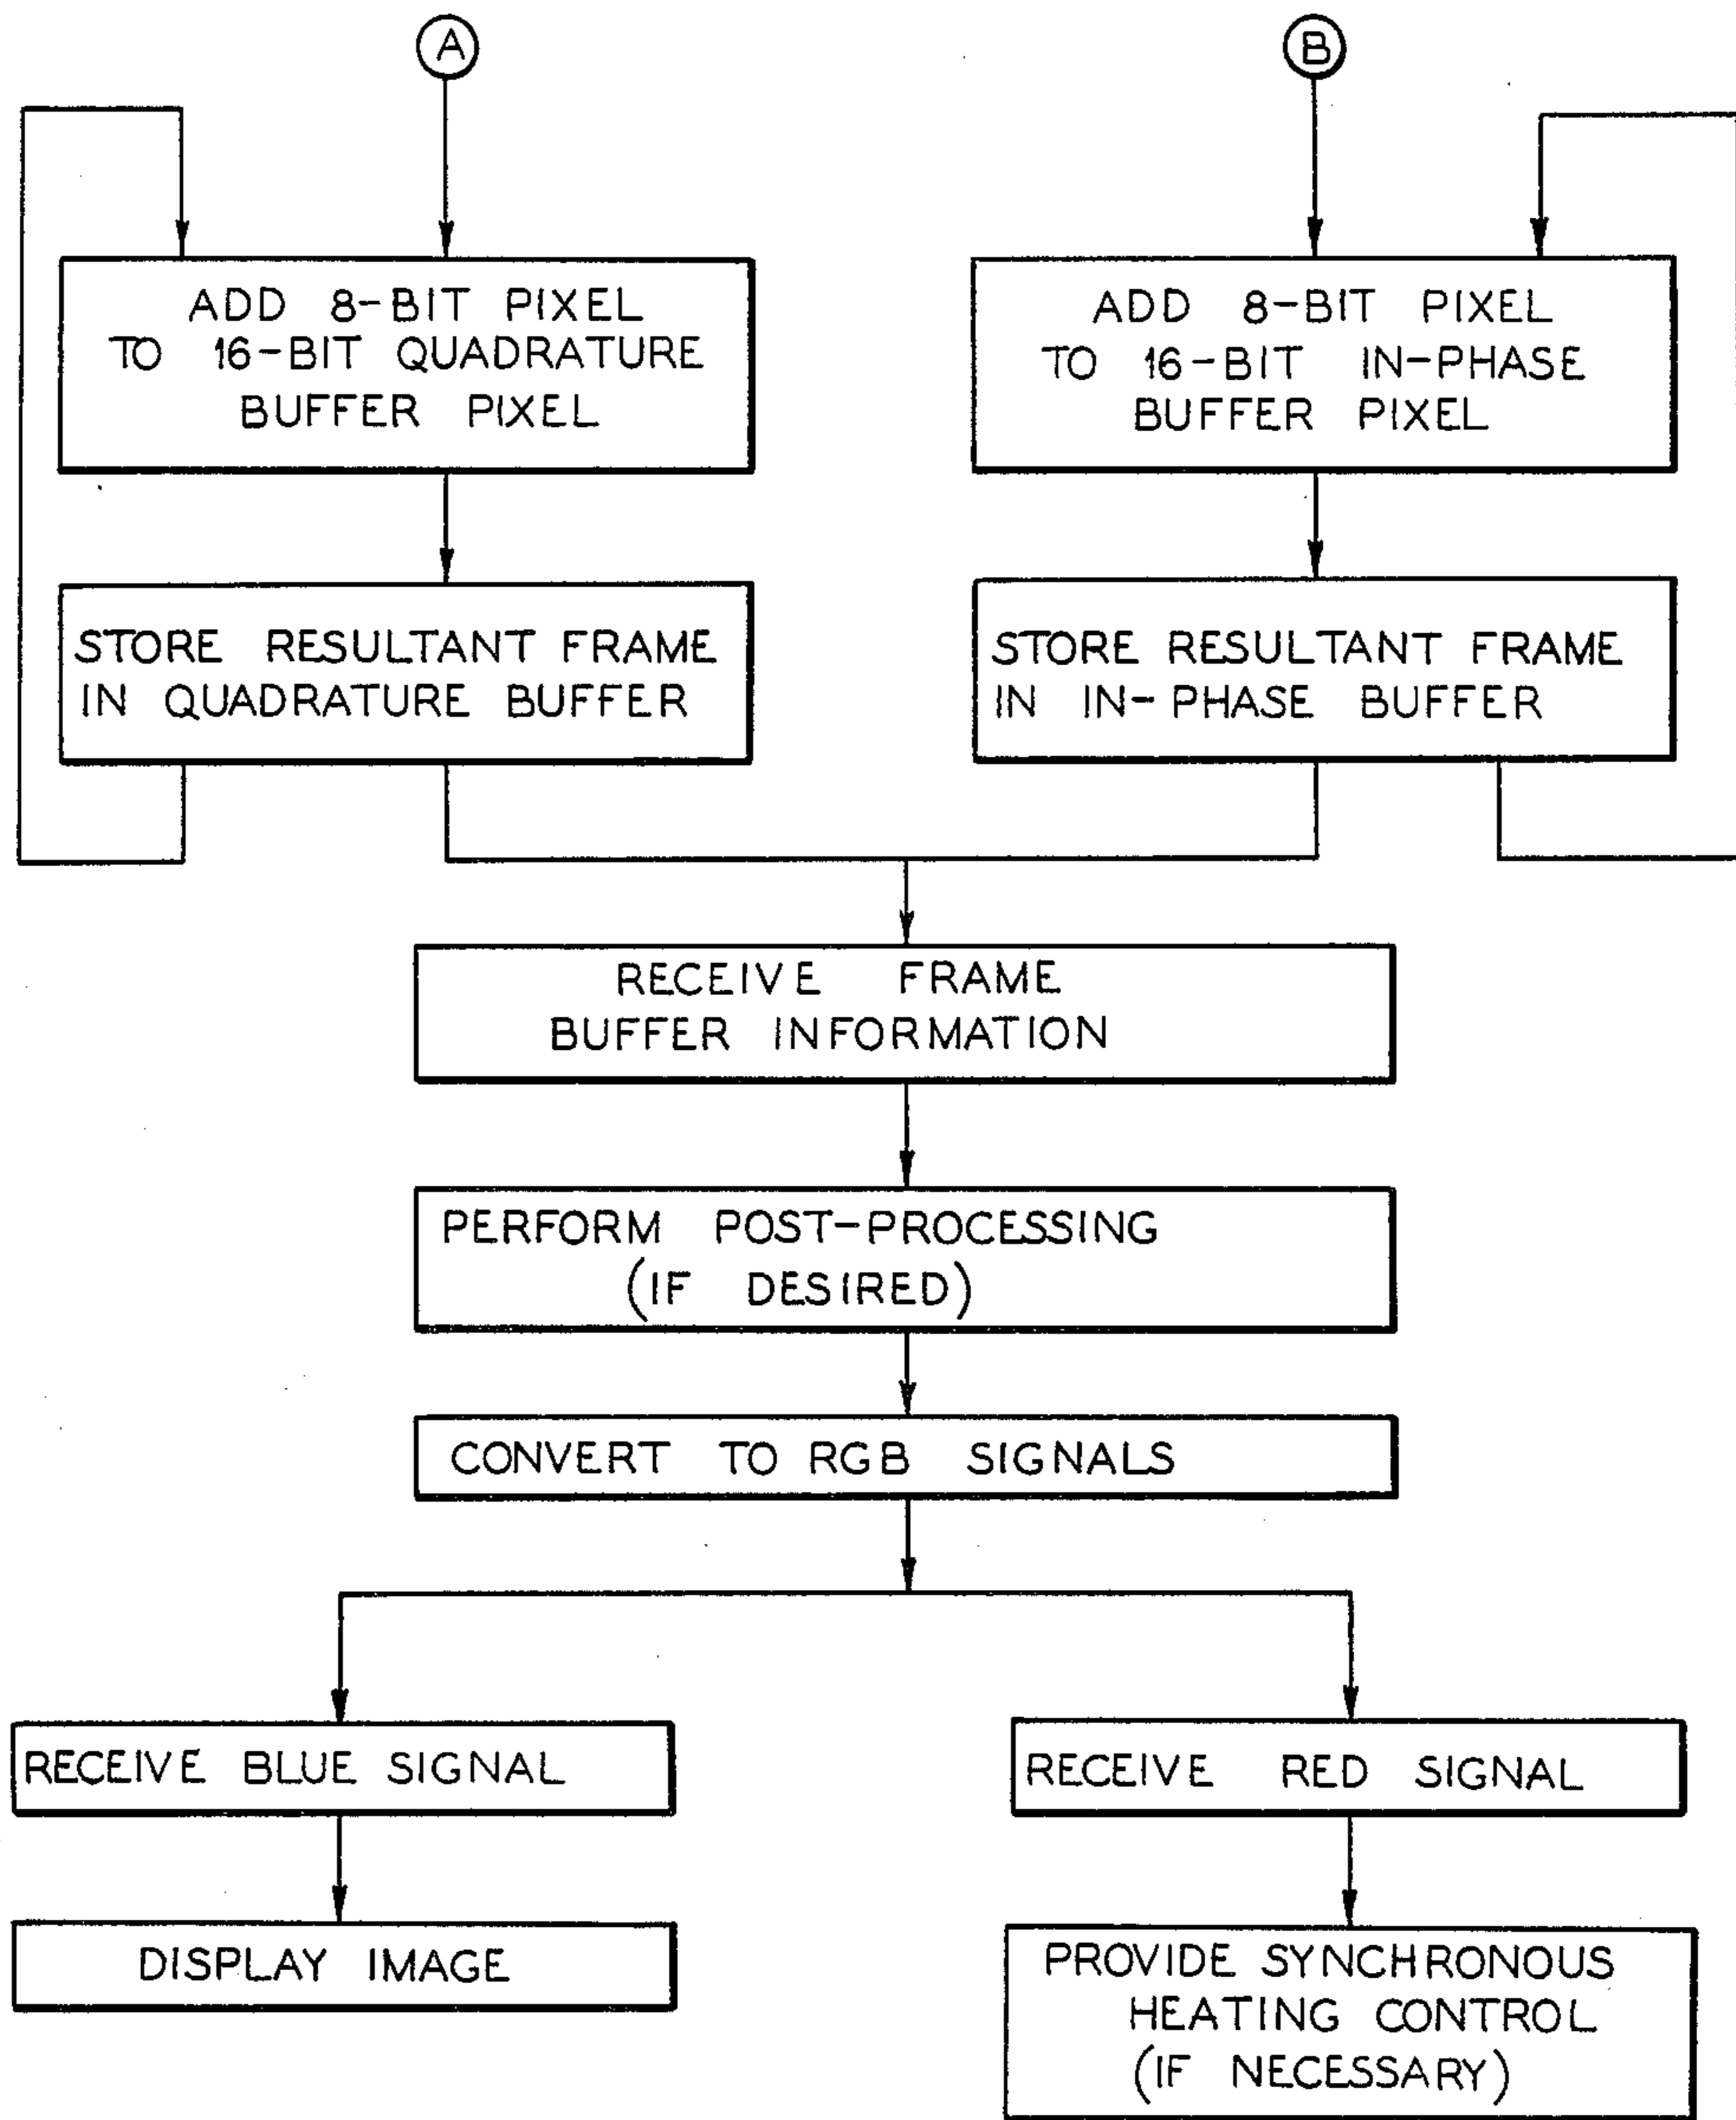 A
B
ADD 8-BIT PIXEL
TO 16-BIT QUADRATURE
BUFFER PIXEL
ADD 8-BIT PIXEL
TO 16-BIT IN-PHASE
BUFFER PIXEL
STORE RESULTANT FRAME
IN QUADRATURE BUFFER
STORE RESULTANT FRAME
IN IN-PHASE BUFFER
RECEIVE FRAME
BUFFER INFORMATION
PERFORM POST-PROCESSING
(IF DESIRED)
CONVERT TO RGB SIGNALS
RECEIVE BLUE SIGNAL
RECEIVE RED SIGNAL
DISPLAY IMAGE
PROVIDE SYNCHRONOUS
HEATING CONTROL
(IF NECESSARY)